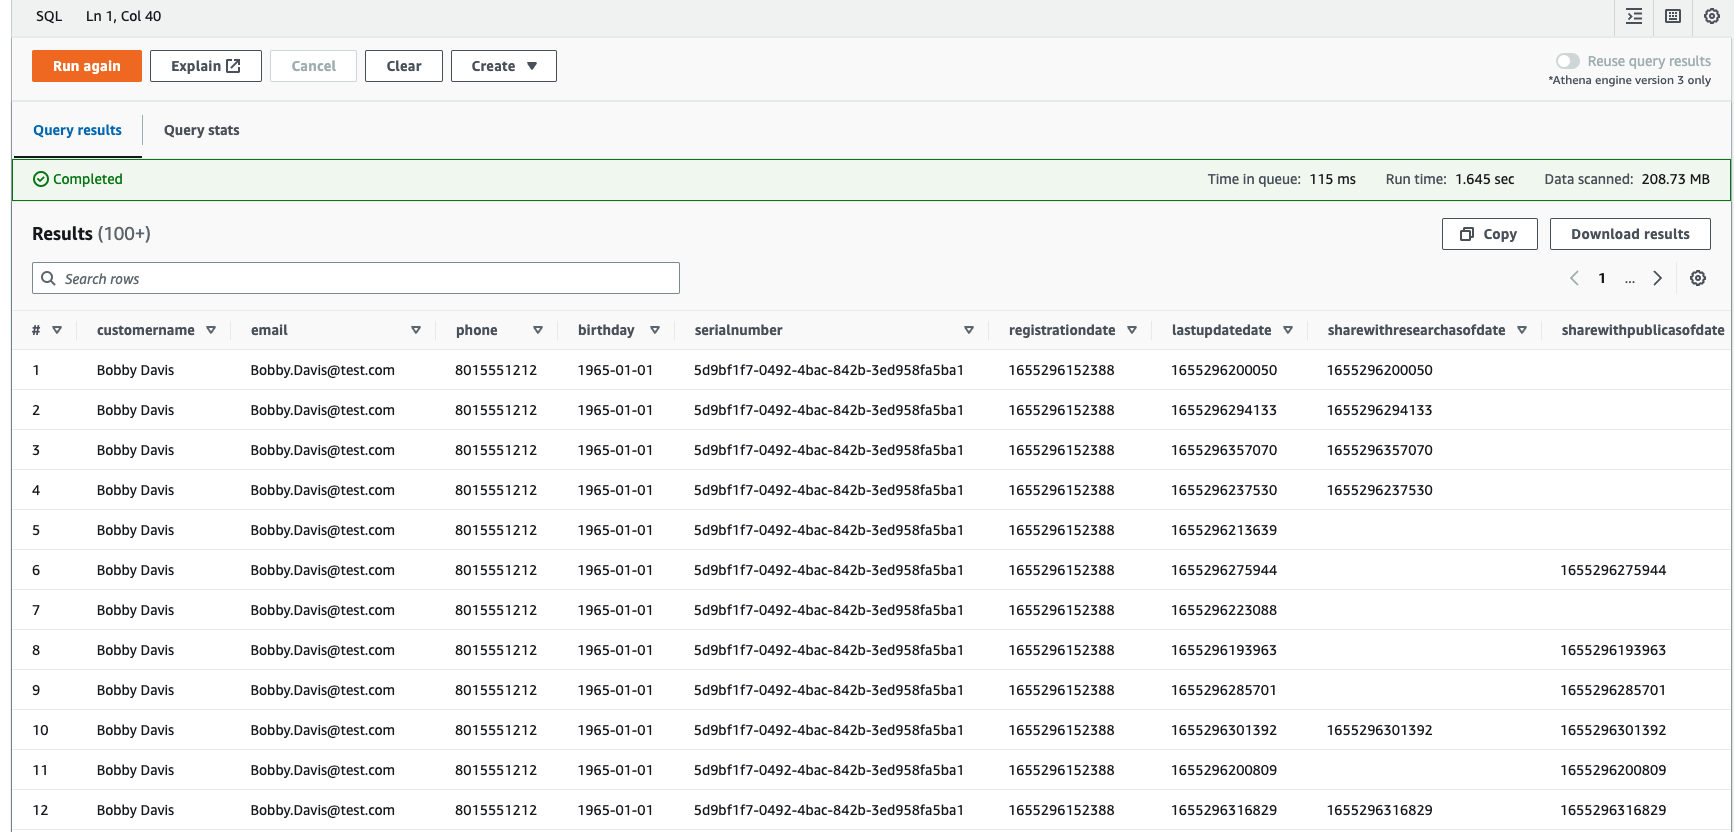 SQL Ln 1, Col 40
Run again Explain Cancel Clear Create Reuse query results
*Athena engine version 3 only
Query results Query stats
Completed Time in queue: 115 ms Run time: 1.645 sec Data scanned: 208.73 MB
Results (100+) Copy Download results
Search rows 1 ...
# customername email phone birthday serialnumber registrationdate lastupdatedate sharewithresearchasofdate sharewithpublicasofdate
1 Bobby Davis Bobby.Davis@test.com 8015551212 1965-01-01 5d9bf1f7-0492-4bac-842b-3ed958fa5ba1 1655296152388 1655296200050 1655296200050
2 Bobby Davis Bobby.Davis@test.com 8015551212 1965-01-01 5d9bf1f7-0492-4bac-842b-3ed958fa5ba1 1655296152388 1655296294133 1655296294133
3 Bobby Davis Bobby.Davis@test.com 8015551212 1965-01-01 5d9bf1f7-0492-4bac-842b-3ed958fa5ba1 1655296152388 1655296357070 1655296357070
4 Bobby Davis Bobby.Davis@test.com 8015551212 1965-01-01 5d9bf1f7-0492-4bac-842b-3ed958fa5ba1 1655296152388 1655296237530 1655296237530
5 Bobby Davis Bobby.Davis@test.com 8015551212 1965-01-01 5d9bf1f7-0492-4bac-842b-3ed958fa5ba1 1655296152388 1655296213639
6 Bobby Davis Bobby.Davis@test.com 8015551212 1965-01-01 5d9bf1f7-0492-4bac-842b-3ed958fa5ba1 1655296152388 1655296275944 1655296275944
7 Bobby Davis Bobby.Davis@test.com 8015551212 1965-01-01 5d9bf1f7-0492-4bac-842b-3ed958fa5ba1 1655296152388 1655296223088
8 Bobby Davis Bobby.Davis@test.com 8015551212 1965-01-01 5d9bf1f7-0492-4bac-842b-3ed958fa5ba1 1655296152388 1655296193963 1655296193963
9 Bobby Davis Bobby.Davis@test.com 8015551212 1965-01-01 5d9bf1f7-0492-4bac-842b-3ed958fa5ba1 1655296152388 1655296285701 1655296285701
10 Bobby Davis Bobby.Davis@test.com 8015551212 1965-01-01 5d9bf1f7-0492-4bac-842b-3ed958fa5ba1 1655296152388 1655296301392 1655296301392 1655296301392
11 Bobby Davis Bobby.Davis@test.com 8015551212 1965-01-01 5d9bf1f7-0492-4bac-842b-3ed958fa5ba1 1655296152388 1655296200809 1655296200809
12 Bobby Davis Bobby.Davis@test.com 8015551212 1965-01-01 5d9bf1f7-0492-4bac-842b-3ed958fa5ba1 1655296152388 1655296316829 1655296316829 1655296316829